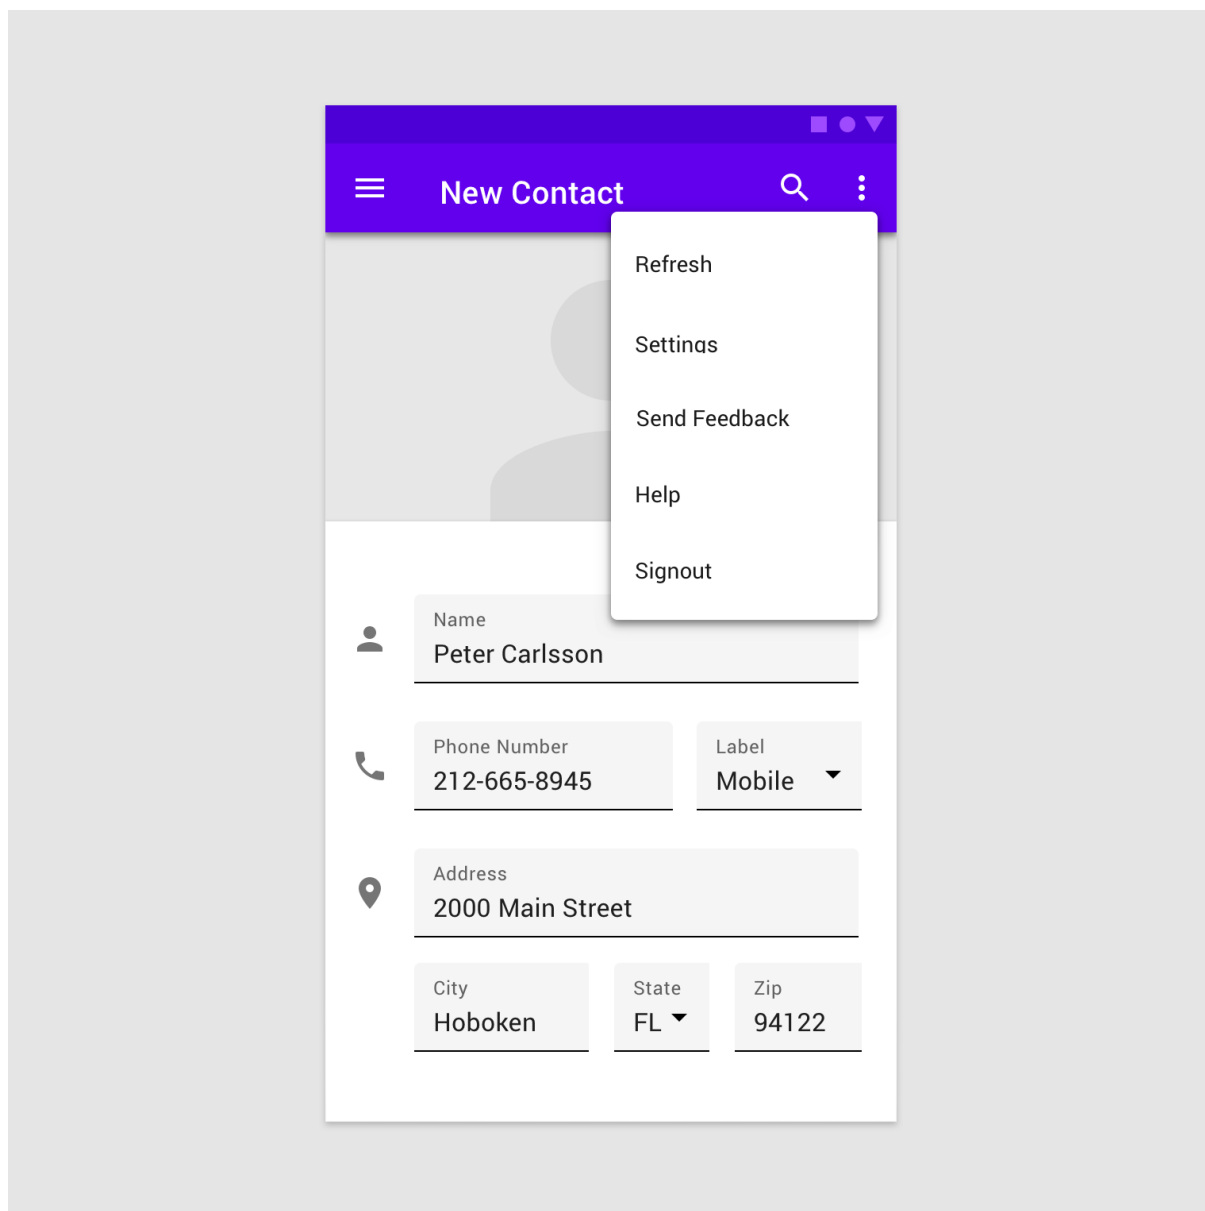 New Contact
Refresh
Settings
Send Feedback
Help
Signout
Name
Peter Carlsson
Phone Number
212-665-8945
Label
Mobile
Address
2000 Main Street
City
Hoboken
State
FL
Zip
94122